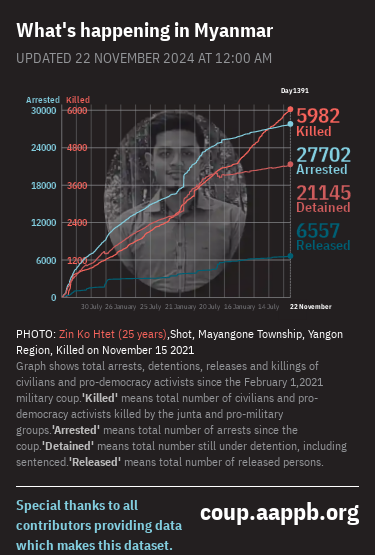 What's happening in Myanmar
UPDATED 22 NOVEMBER 2024 AT 12:00 AM
Day1391
Arrested Killed
30000 6000
24000 4800
18000 3600
12000 2400
6000 1200
0
5982
Killed
27702
Arrested
21145
Detained
6557
Released
30 July 26 January 25 July 21 January 20 July 16 January 14 July 22 November
PHOTO: Zin Ko Htet (25 years),Shot, Mayangone Township, Yangon
Region, Killed on November 15 2021
Graph shows total arrests, detentions, releases and killings of
civilians and pro-democracy activists since the February 1,2021
military coup.'Killed' means total number of civilians and pro-
democracy activists killed by the junta and pro-military
groups.'Arrested' means total number of arrests since the
coup.'Detained' means total number still under detention, including
sentenced.'Released' means total number of released persons.
Special thanks to all
contributors providing data
which makes this dataset.
coup.aappb.org